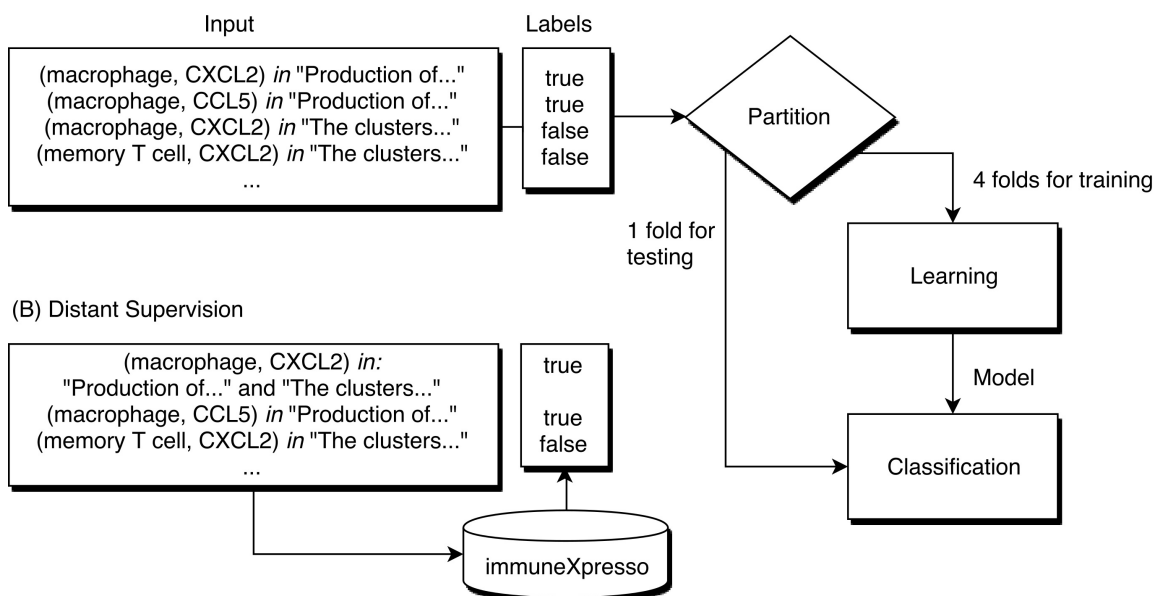 Input
Labels
(macrophage, CXCL2) in "Production of..."
(macrophage, CCL5) in "Production of..."
(macrophage, CXCL2) in "The clusters..."
(memory T cell, CXCL2) in "The clusters..."
...
true
true
false
false
Partition
4 folds for training
1 fold for
testing
Learning
Model
Classification
(B) Distant Supervision
(macrophage, CXCL2) in:
"Production of..." and "The clusters..."
(macrophage, CCL5) in "Production of..."
(memory T cell, CXCL2) in "The clusters..."
...
true
true
false
immuneXpresso